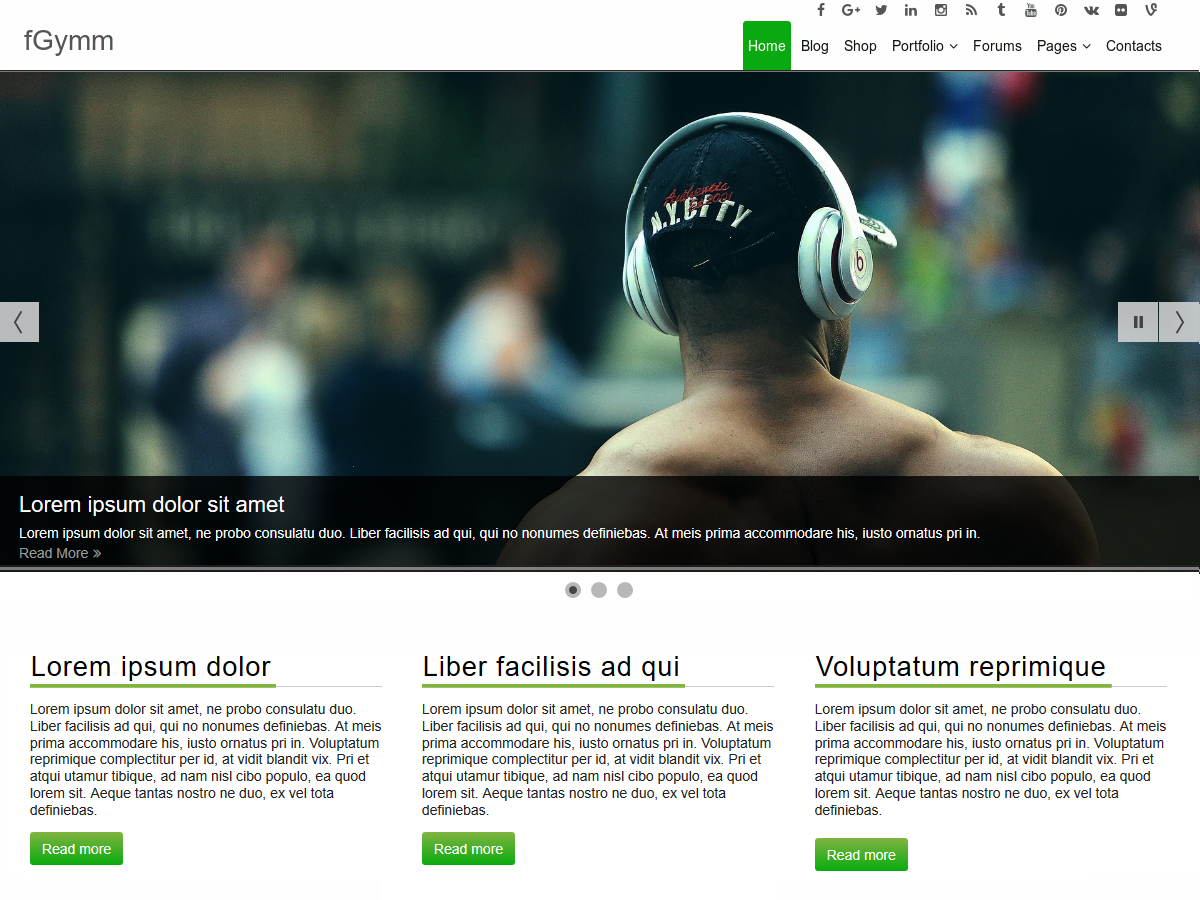 fGymm
Home Blog Shop Portfolio Forums Pages Contacts
Authentic
N.Y.CITY
b
Lorem ipsum dolor sit amet
Lorem ipsum dolor sit amet, ne probo consulatu duo. Liber facilisis ad qui, qui no nonumes definiebas. At meis prima accommodare his, iusto ornatus pri in.
Read More »
Lorem ipsum dolor
Lorem ipsum dolor sit amet, ne probo consulatu duo.
Liber facilisis ad qui, qui no nonumes definiebas. At meis
prima accommodare his, iusto ornatus pri in. Voluptatum
reprimique complectitur per id, at vidit blandit vix. Pri et
atqui utamur tibique, ad nam nisl cibo populo, ea quod
lorem sit. Aeque tantas nostro ne duo, ex vel tota
definiebas.
Read more
Liber facilisis ad qui
Lorem ipsum dolor sit amet, ne probo consulatu duo.
Liber facilisis ad qui, qui no nonumes definiebas. At meis
prima accommodare his, iusto ornatus pri in. Voluptatum
reprimique complectitur per id, at vidit blandit vix. Pri et
atqui utamur tibique, ad nam nisl cibo populo, ea quod
lorem sit. Aeque tantas nostro ne duo, ex vel tota
definiebas.
Read more
Voluptatum reprimique
Lorem ipsum dolor sit amet, ne probo consulatu duo.
Liber facilisis ad qui, qui no nonumes definiebas. At meis
prima accommodare his, iusto ornatus pri in. Voluptatum
reprimique complectitur per id, at vidit blandit vix. Pri et
atqui utamur tibique, ad nam nisl cibo populo, ea quod
lorem sit. Aeque tantas nostro ne duo, ex vel tota
definiebas.
Read more